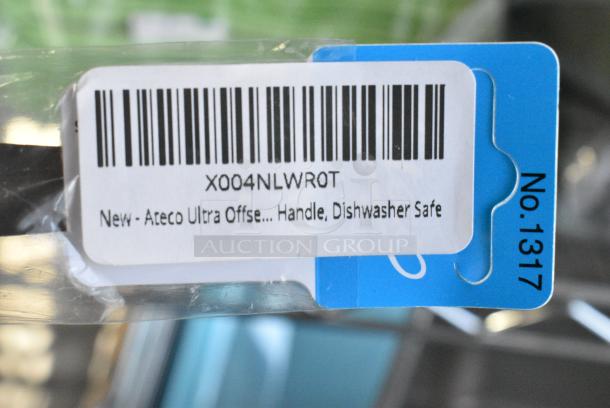 X004NLWR0T
New - Ateco Ultra Offse... Handle, Dishwasher Safe
No.1317
PCI
AUCTION GROUP